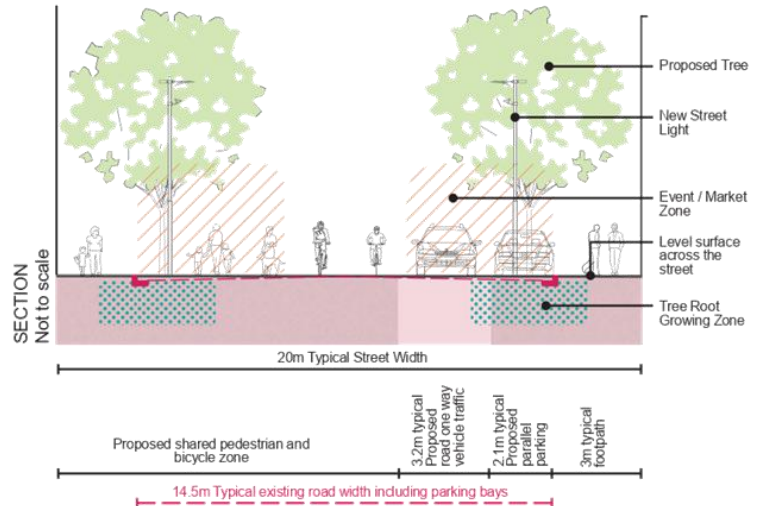 Proposed Tree
New Street
Light
Event / Market
Zone
Level surface
across the
street
Tree Root
Growing Zone
SECTION
Not to scale
20m Typical Street Width
Proposed shared pedestrian and
bicycle zone
3.2m typical
Proposed
road one way
vehicle traffic
2.1m typical
Proposed
parallel
parking
3m typical
footpath
14.5m Typical existing road width including parking bays